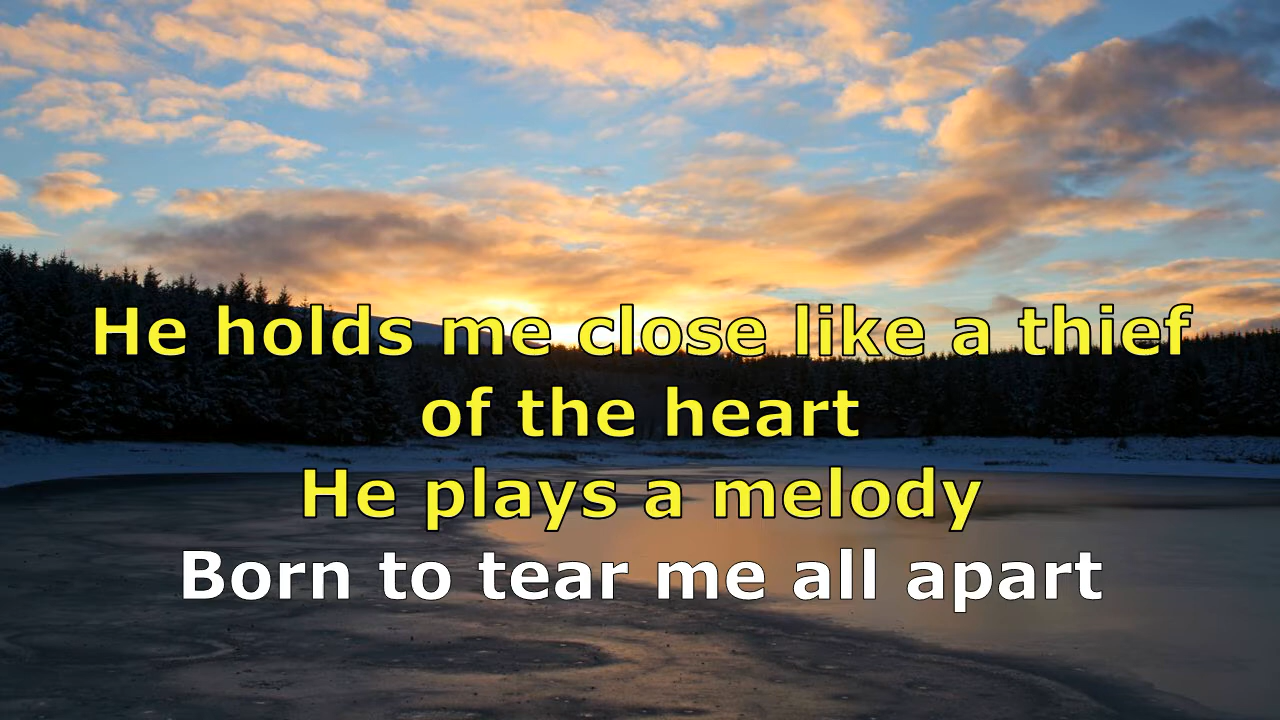 He holds me close like a thief
of the heart
He plays a melody
Born to tear me all apart